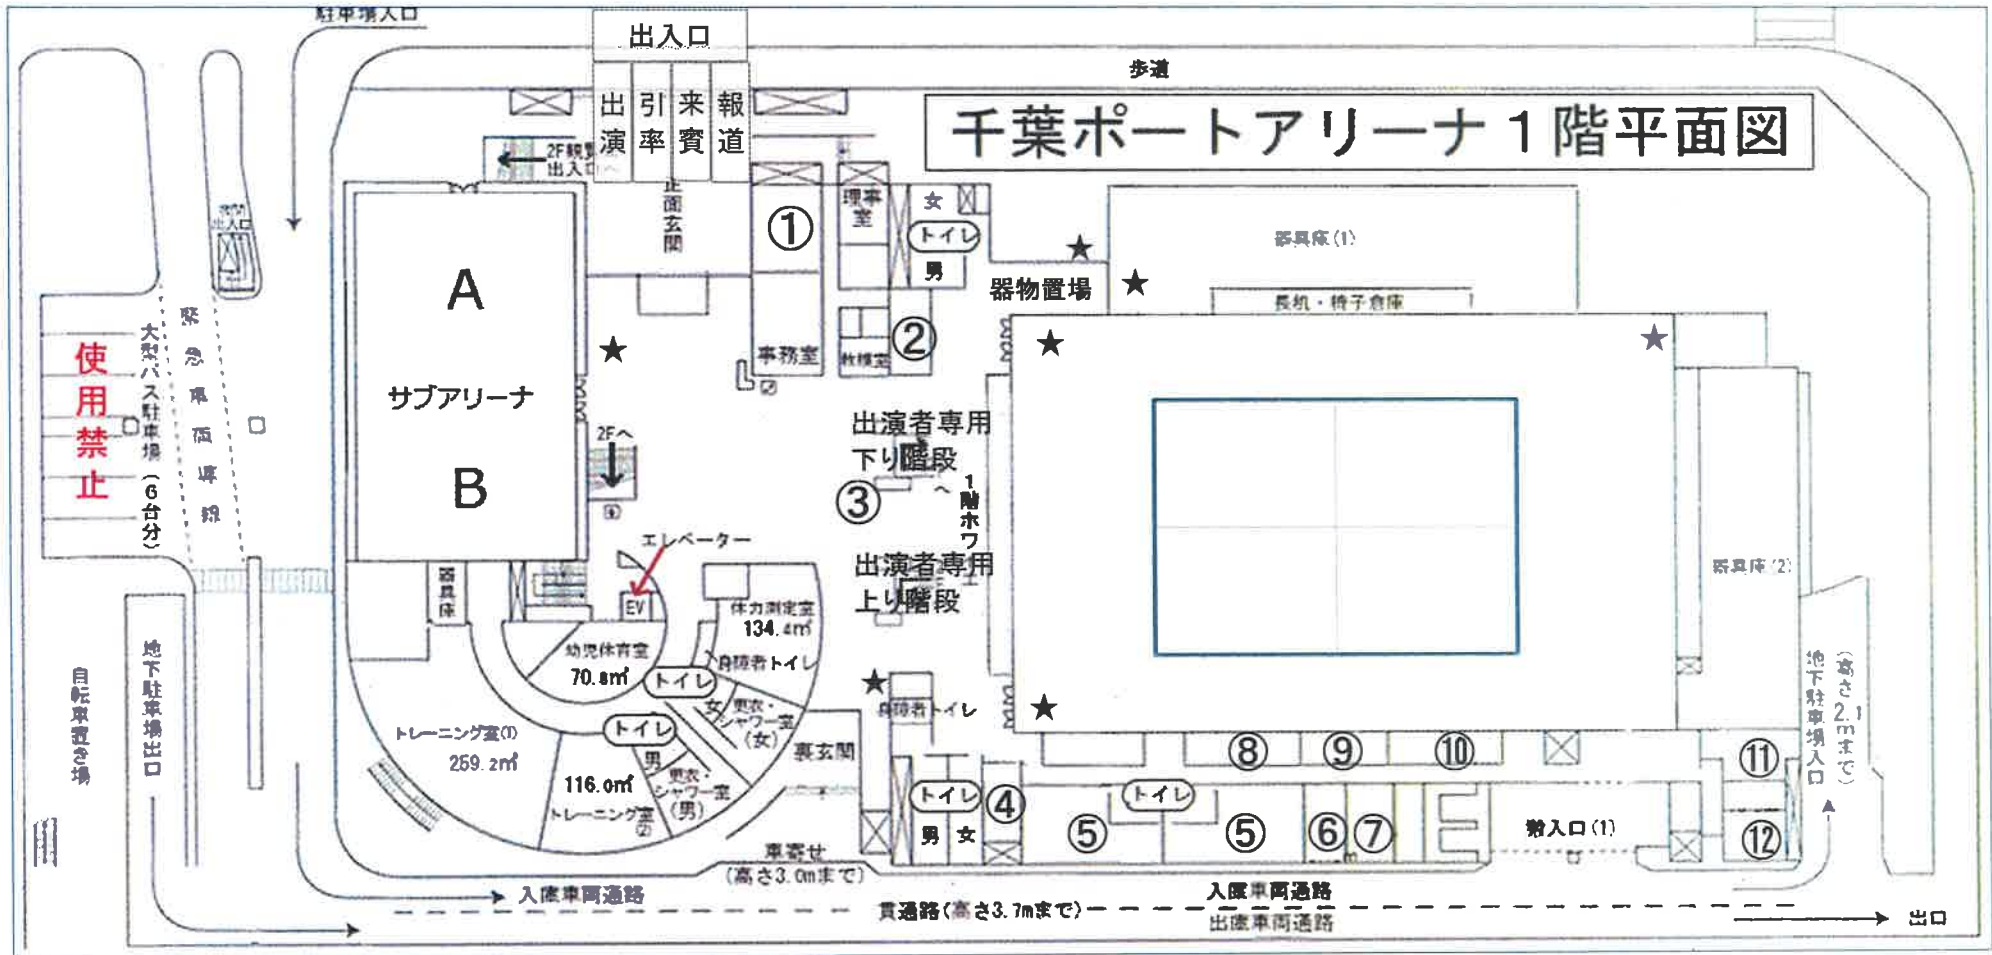 駐車場入口
出入口
出演
引率
来賓
報道
歩道
千葉ポートアリーナ1階平面図
2F観覧
出入口へ
正面玄関
①
理事室
女
トイレ
男
器具庫(1)
器物置場
長机・椅子倉庫
出入口
A
サブアリーナ
B
★
事務室
②
★
★
★
★
使用禁止
大型バス駐車場(6台分)
緊急車両導線
2Fへ
出演者専用
下り階段
③
1階ホワ
へ
出演者専用
上り階段
エレベーター
EV
器具庫
体力測定室
134.4㎡
幼児体育室
70.8㎡
身障者トイレ
トイレ
女
更衣・
シャワー室
(女)
トイレ
男
更衣・
シャワー室
(男)
トレーニング室(1)
259.2㎡
116.0㎡
トレーニング室
(2)
裏玄関
★
身障者トイレ
★
器具庫(2)
自転車置き場
地下駐車場出口
地下駐車場入口
(高さ2.1mまで)
⑧
⑨
⑩
⑪
トイレ
男
女
④
トイレ
⑤
⑤
⑥
⑦
搬入口(1)
⑫
車寄せ
(高さ3.0mまで)
入庫車両通路
入庫車両通路
貫通路(高さ3.7mまで)
出庫車両通路
出口